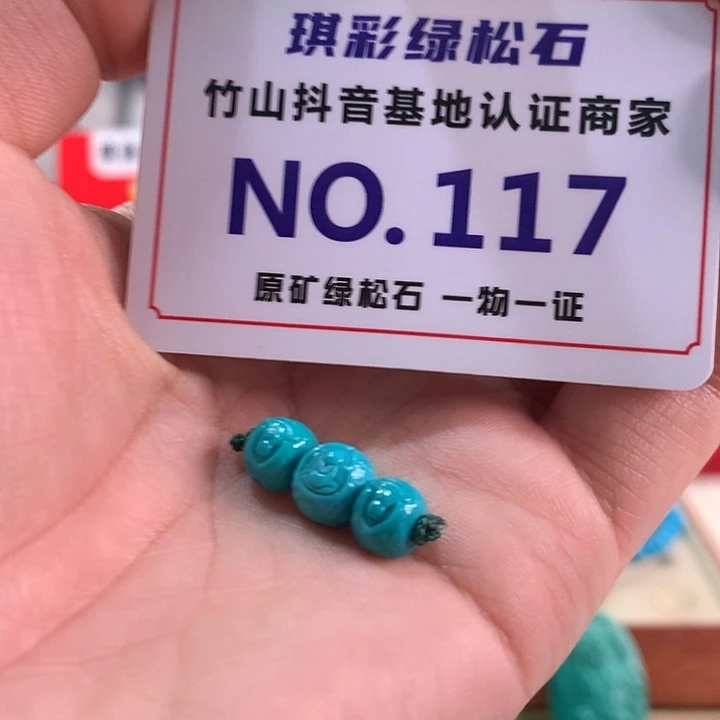 琪彩绿松石
竹山抖音基地认证商家
NO.117
原矿绿松石 一物一证